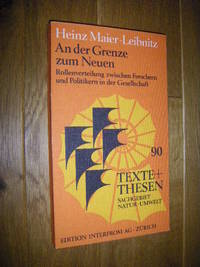 Heinz Maier-Leibnitz
An der Grenze
zum Neuen
Rollenverteilung zwischen Forschern
und Politikern in der Gesellschaft
90
TEXTE+
THESEN
SACHGEBIET
NATUR+UMWELT
EDITION INTERFROM AG · ZÜRICH